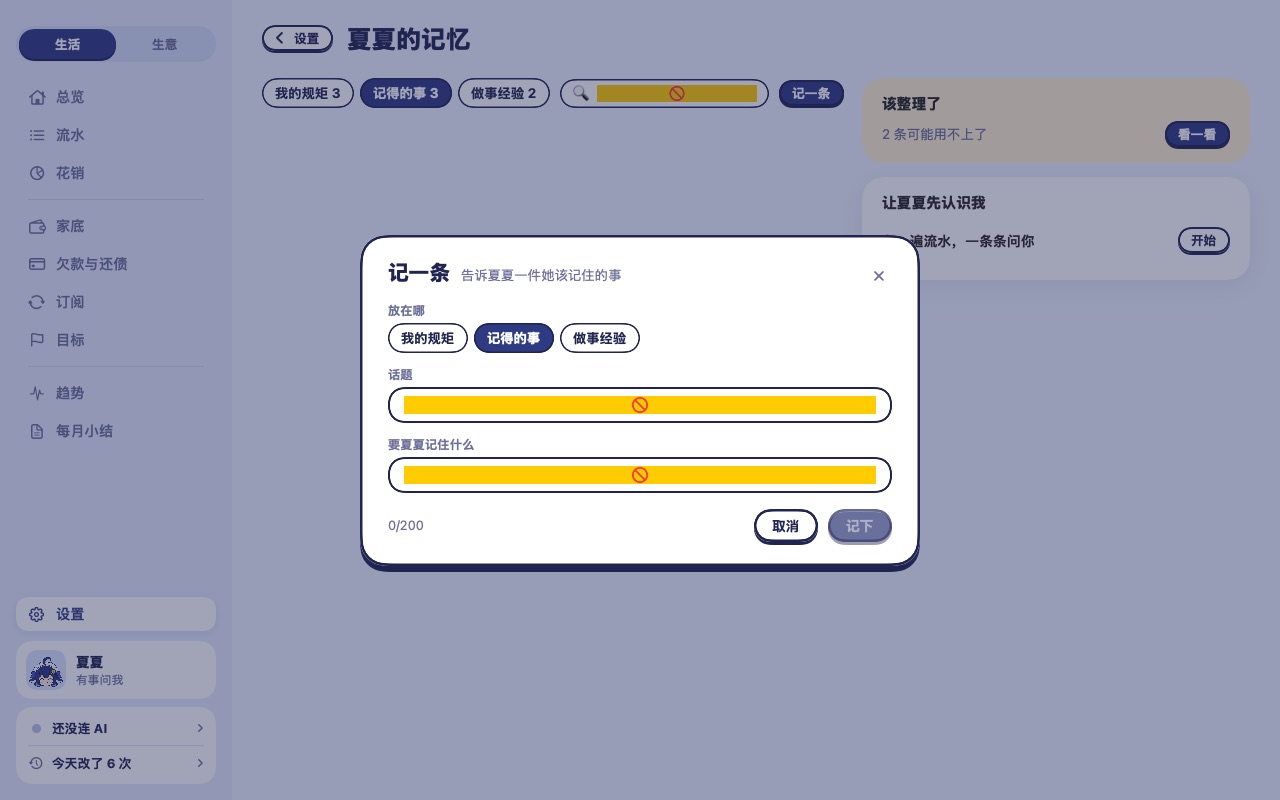 生活
生意
总览
流水
花销
家底
欠款与还债
订阅
目标
趋势
每月小结
设置
夏夏
有事问我
还没连 AI
今天改了 6 次
设置
夏夏的记忆
我的规矩 3
记得的事 3
做事经验 2
记一条
该整理了
2 条可能用不上了
看一看
让夏夏先认识我
遍流水，一条条问你
开始
记一条
告诉夏夏一件她该记住的事
放在哪
我的规矩
记得的事
做事经验
话题
要夏夏记住什么
0/200
取消
记下